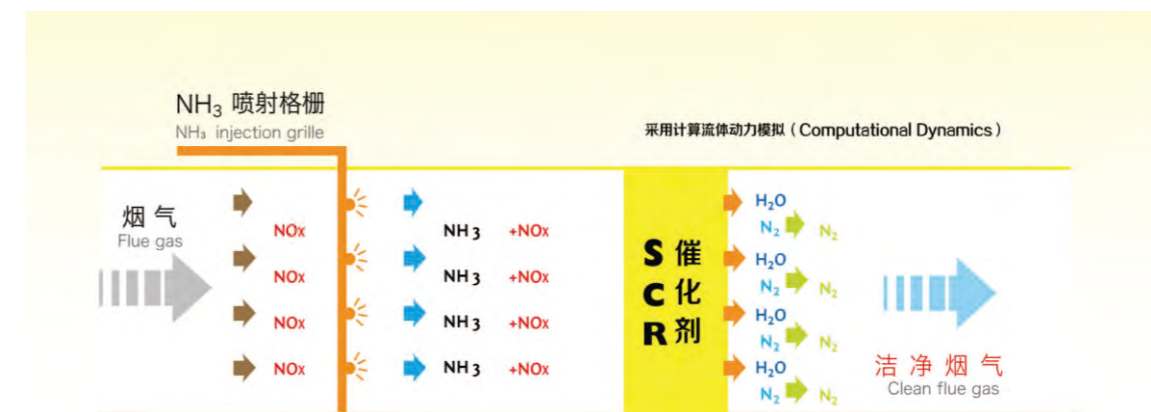 NH₃ 喷射格栅
NH₃ injection grille
采用计算流体动力模拟（Computational Dynamics）
烟 气
Flue gas
NOx
NH3 +NOx
H₂O
N₂ N₂
NOx
NH3 +NOx
H₂O
N₂ N₂
NOx
NH3 +NOx
H₂O
N₂ N₂
NOx
NH3 +NOx
H₂O
N₂ N₂
S 催
C 化
R 剂
洁 净 烟 气
Clean flue gas